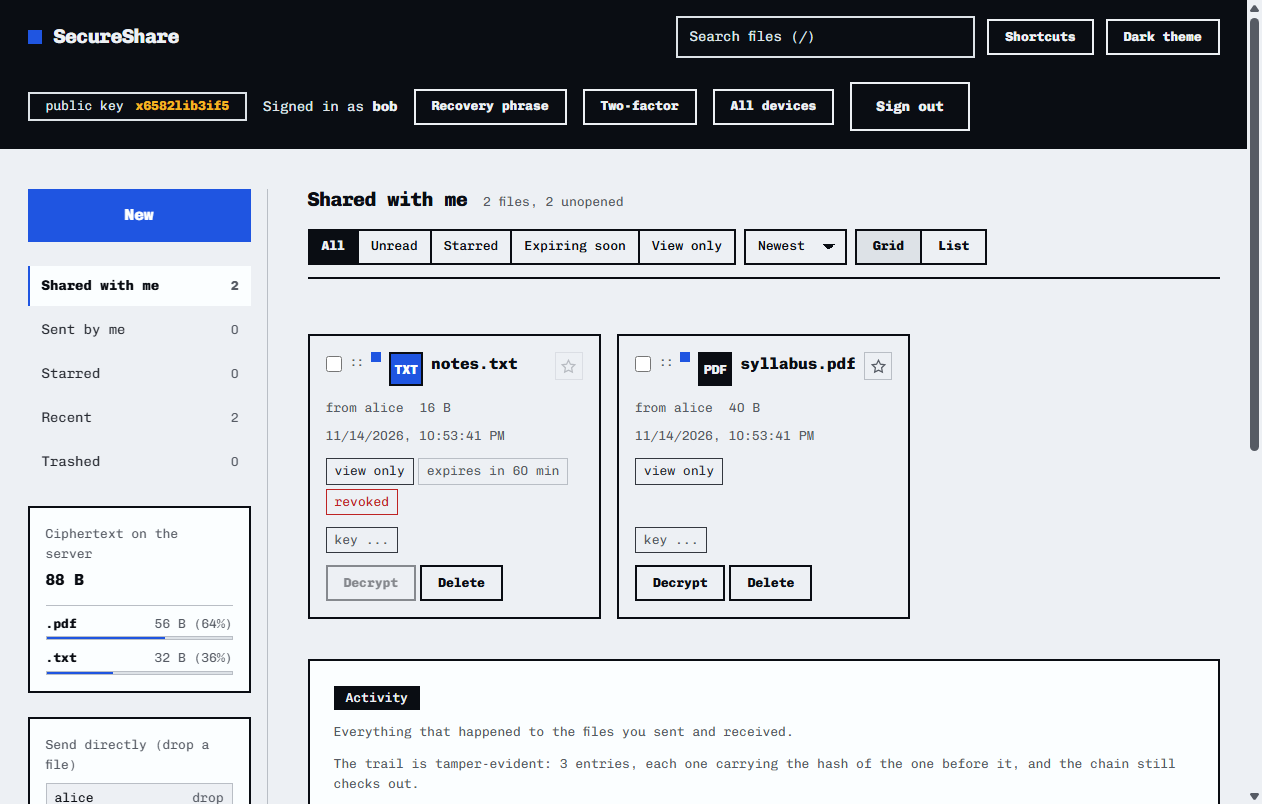 SecureShare
Search files (/)
Shortcuts
Dark theme
public key x6582lib3if5
Signed in as bob
Recovery phrase
Two-factor
All devices
Sign out
New
Shared with me 2
Sent by me 0
Starred 0
Recent 2
Trashed 0
Ciphertext on the
server
88 B
.pdf 56 B (64%)
.txt 32 B (36%)
Send directly (drop a
file)
alice drop
Shared with me 2 files, 2 unopened
All Unread Starred Expiring soon View only Newest Grid List
:: TXT notes.txt
from alice 16 B
11/14/2026, 10:53:41 PM
view only expires in 60 min
revoked
key ...
Decrypt Delete
:: PDF syllabus.pdf
from alice 40 B
11/14/2026, 10:53:41 PM
view only
key ...
Decrypt Delete
Activity
Everything that happened to the files you sent and received.
The trail is tamper-evident: 3 entries, each one carrying the hash of the one before it, and the chain still
checks out.